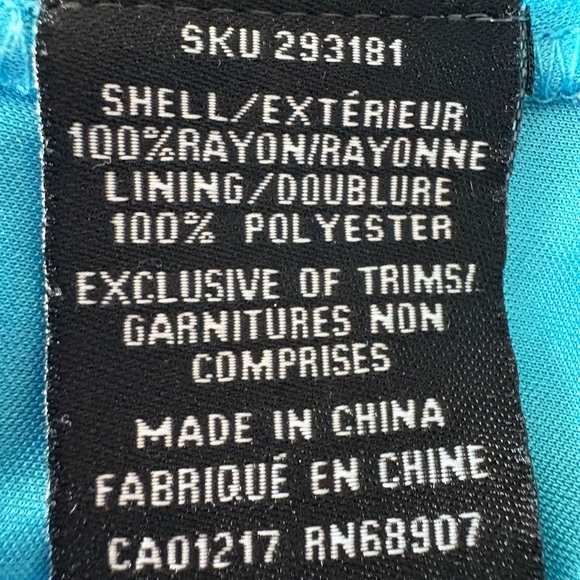 SKU 293181
SHELL/EXTÉRIEUR
100%RAYON/RAYONNE
LINING/DOUBLURE
100% POLYESTER
EXCLUSIVE OF TRIMS/
GARNITURES NON
COMPRISES
MADE IN CHINA
FABRIQUÉ EN CHINE
CA01217 RN68907